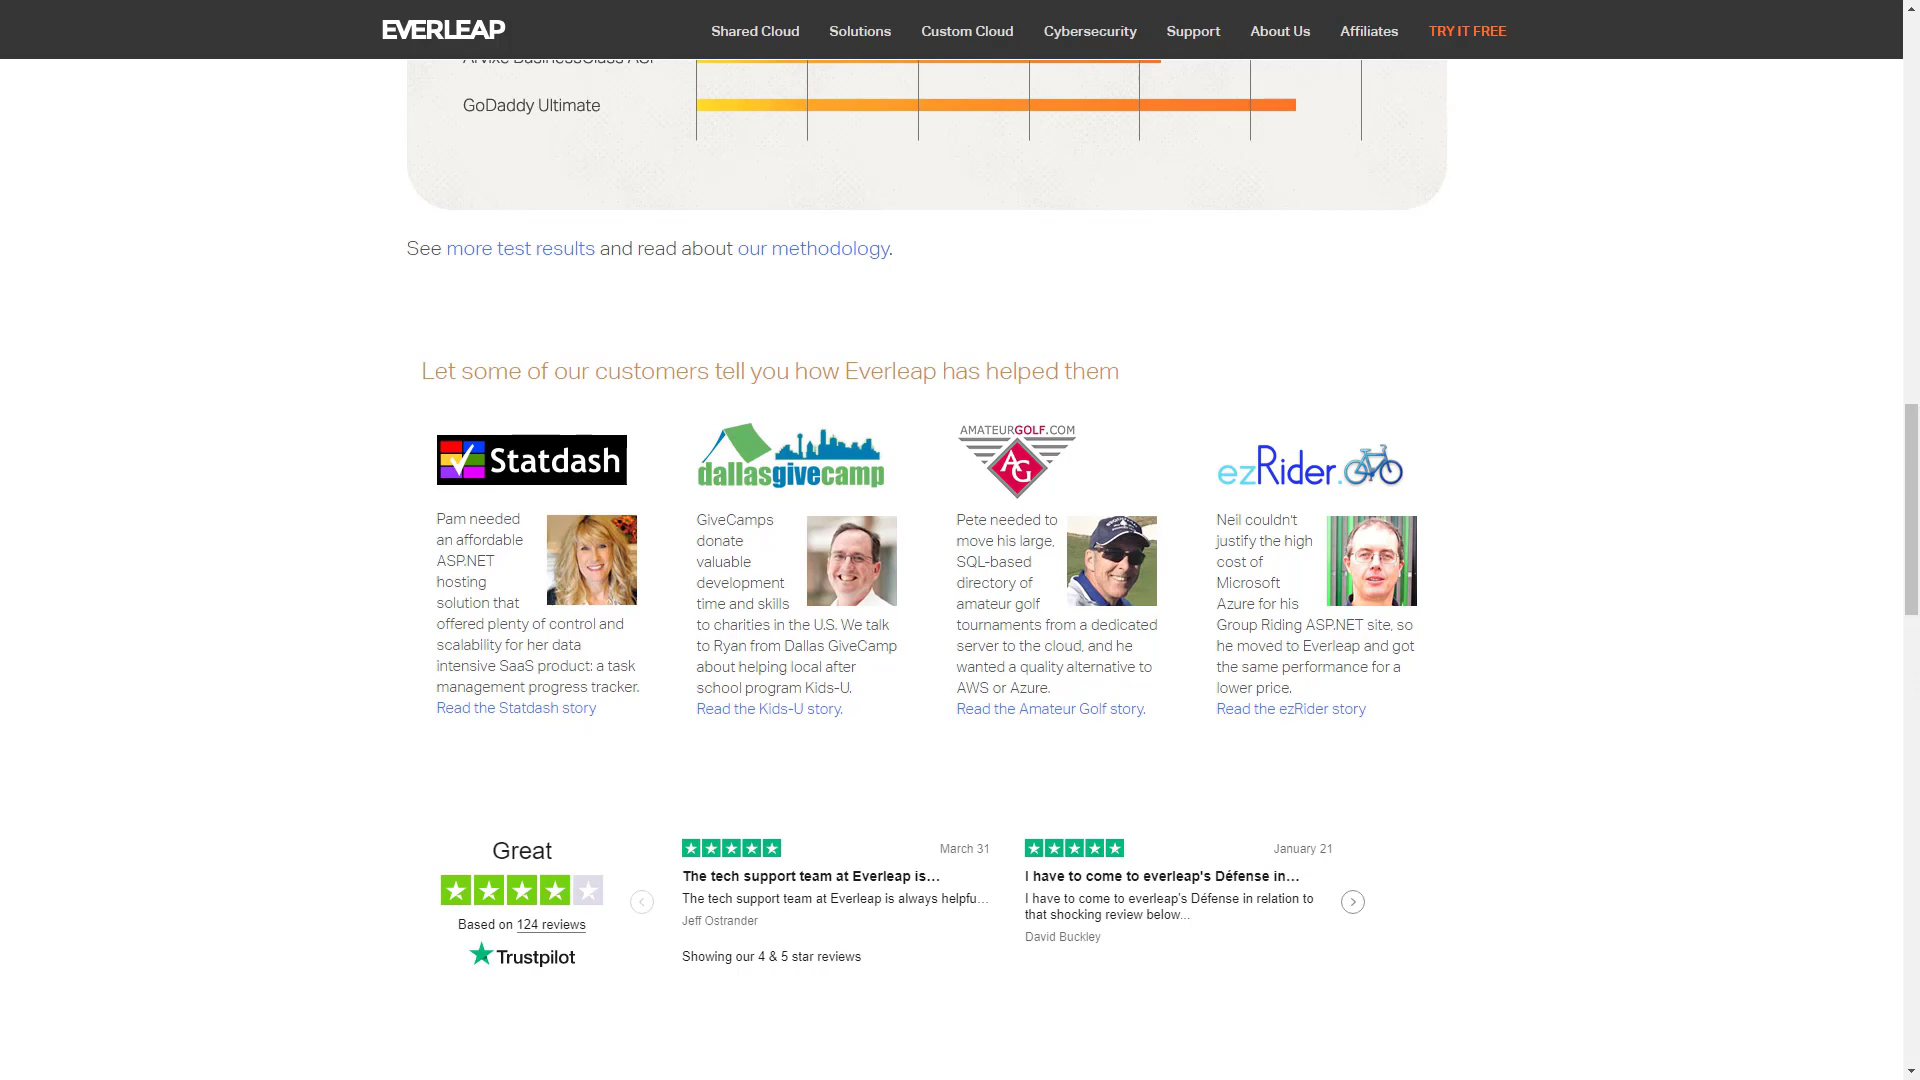 EVERLEAP
Shared Cloud
Solutions
Custom Cloud
Cybersecurity
Support
About Us
Affiliates
TRY IT FREE
GoDaddy Ultimate
See more test results and read about our methodology.
Let some of our customers tell you how Everleap has helped them
Statdash
Pam needed
an affordable
ASP.NET
hosting
solution that
offered plenty of control and
scalability for her data
intensive SaaS product: a task
management progress tracker.
Read the Statdash story
dallasgivecamp
GiveCamps
donate
valuable
development
time and skills
to charities in the U.S. We talk
to Ryan from Dallas GiveCamp
about helping local after
school program Kids-U.
Read the Kids-U story.
AMATEURGOLF.COM
AG
Pete needed to
move his large,
SQL-based
directory of
amateur golf
tournaments from a dedicated
server to the cloud, and he
wanted a quality alternative to
AWS or Azure.
Read the Amateur Golf story.
ezRider.
Neil couldn't
justify the high
cost of
Microsoft
Azure for his
Group Riding ASP.NET site, so
he moved to Everleap and got
the same performance for a
lower price.
Read the ezRider story
Great
Based on 124 reviews
Trustpilot
March 31
The tech support team at Everleap is…
The tech support team at Everleap is always helpfu…
Jeff Ostrander
Showing our 4 & 5 star reviews
January 21
I have to come to everleap's Défense in…
I have to come to everleap's Défense in relation to
that shocking review below...
David Buckley